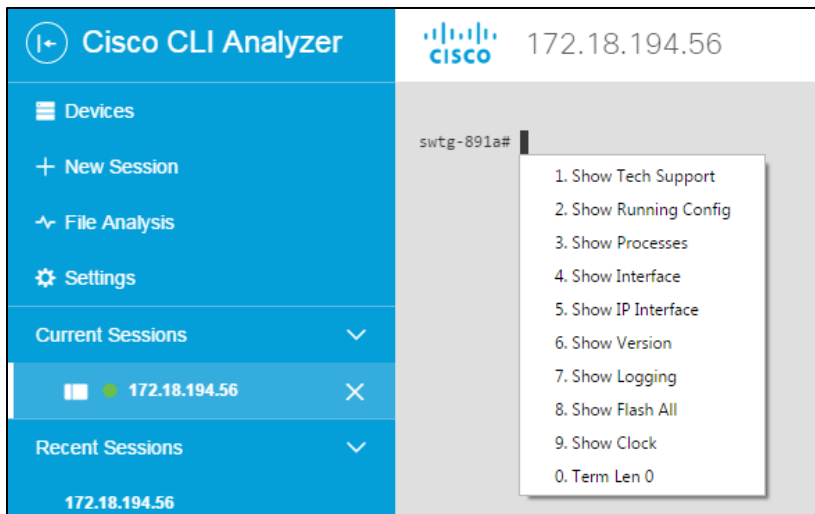 Cisco CLI Analyzer
Devices
New Session
File Analysis
Settings
Current Sessions
172.18.194.56
Recent Sessions
172.18.194.56
CISCO
172.18.194.56
swtg-891a#
1. Show Tech Support
2. Show Running Config
3. Show Processes
4. Show Interface
5. Show IP Interface
6. Show Version
7. Show Logging
8. Show Flash All
9. Show Clock
0. Term Len 0